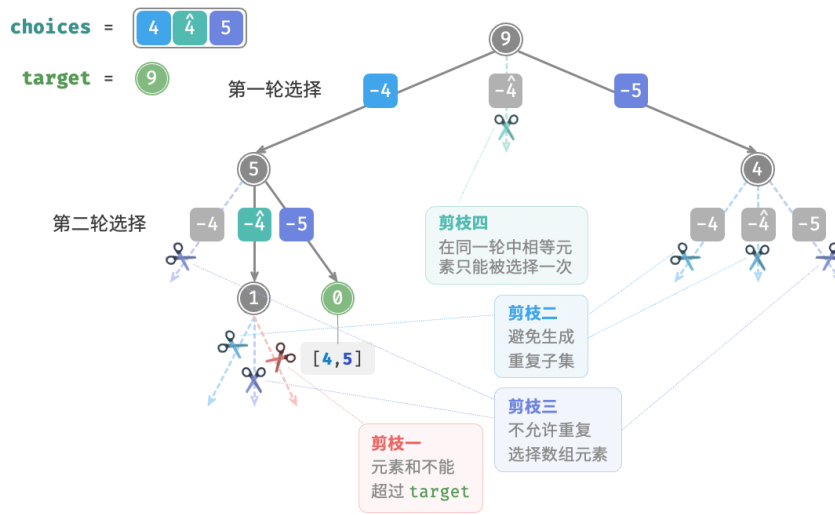 choices = 4 4̂ 5
target = 9
9
第一轮选择 -4 -4̂ -5
5 4
第二轮选择 -4 -4̂ -5 -4 -4̂ -5
剪枝四
在同一轮中相等元
素只能被选择一次
1 0
[4,5]
剪枝二
避免生成
重复子集
剪枝三
不允许重复
选择数组元素
剪枝一
元素和不能
超过 target